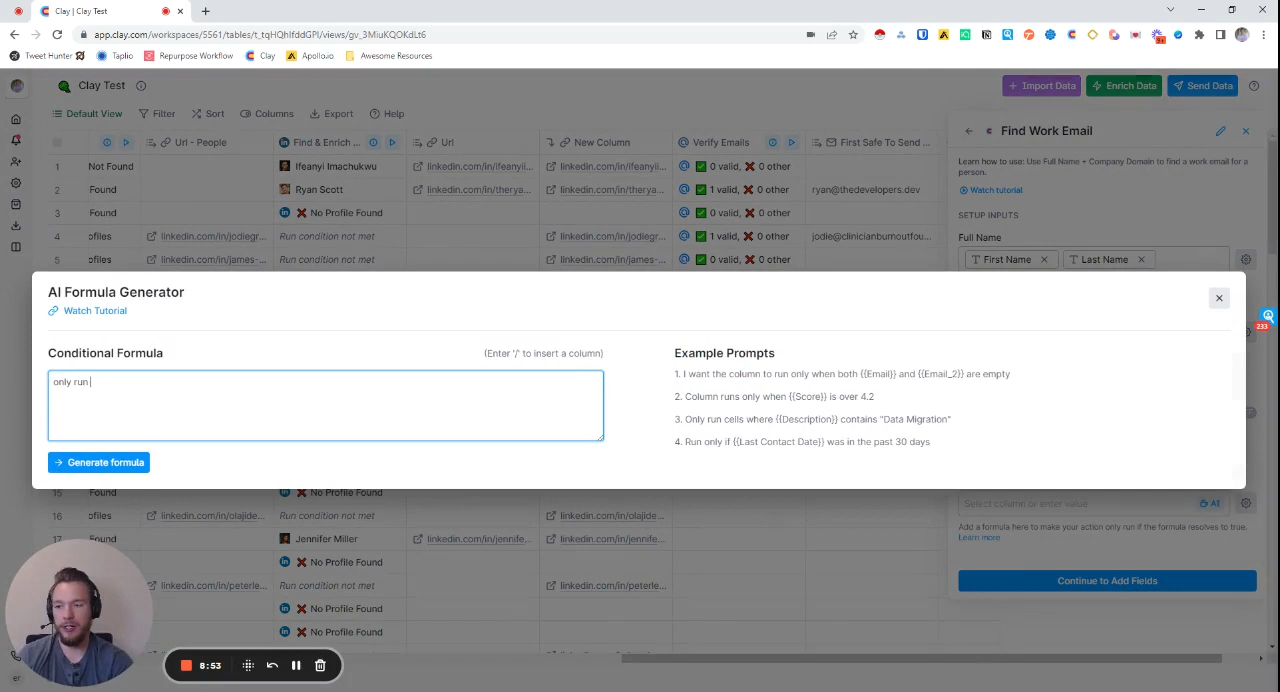 Clay | Clay Test
app.clay.com/workspaces/5561/tables/t_tqHQhIfddGPl/views/gv_3MiuKQOKdLt6
Tweet Hunter
Taplio
Repurpose Workflow
Clay
Apolloxo
Awesome Resources
Clay Test
Import Data
Enrich Data
Send Data
Default View
Filter
Sort
Columns
Export
Help
Url - People
Find & Enrich ...
Url
New Column
Verify Emails
First Safe To Send ...
1 Not Found Ifeanyi Imachukwu linkedin.com/in/ifeanyii... linkedin.com/in/ifeanyii... 0 valid, 0 other
2 Found Ryan Scott linkedin.com/in/therya... linkedin.com/in/therya... 1 valid, 0 other ryan@thedevelopers.dev
3 Found No Profile Found 0 valid, 0 other
4 ofiles linkedin.com/in/jodiegr... Run condition not met linkedin.com/in/jodiegr... 1 valid, 0 other jodie@clinicianburnoutfou...
5 ofiles linkedin.com/in/james-... Run condition not met linkedin.com/in/james-... 0 valid, 0 other
Find Work Email
Learn how to use: Use Full Name + Company Domain to find a work email for a
person.
Watch tutorial
SETUP INPUTS
Full Name
First Name
Last Name
AI Formula Generator
Watch Tutorial
Conditional Formula
(Enter '/' to insert a column)
only run
Generate formula
Example Prompts
1. I want the column to run only when both {{Email}} and {{Email_2}} are empty
2. Column runs only when {{Score}} is over 4.2
3. Only run cells where {{Description}} contains "Data Migration"
4. Run only if {{Last Contact Date}} was in the past 30 days
233
15 Found No Profile Found
16 ofiles linkedin.com/in/olajide... Run condition not met linkedin.com/in/olajide...
17 Found Jennifer Miller linkedin.com/in/jennife... linkedin.com/in/jennife...
No Profile Found
linkedin.com/in/peterle... Run condition not met linkedin.com/in/peterle...
No Profile Found
No Profile Found
Select column or enter value
AI
Add a formula here to make your action only run if the formula resolves to true.
Learn more
Continue to Add Fields
8:53
er